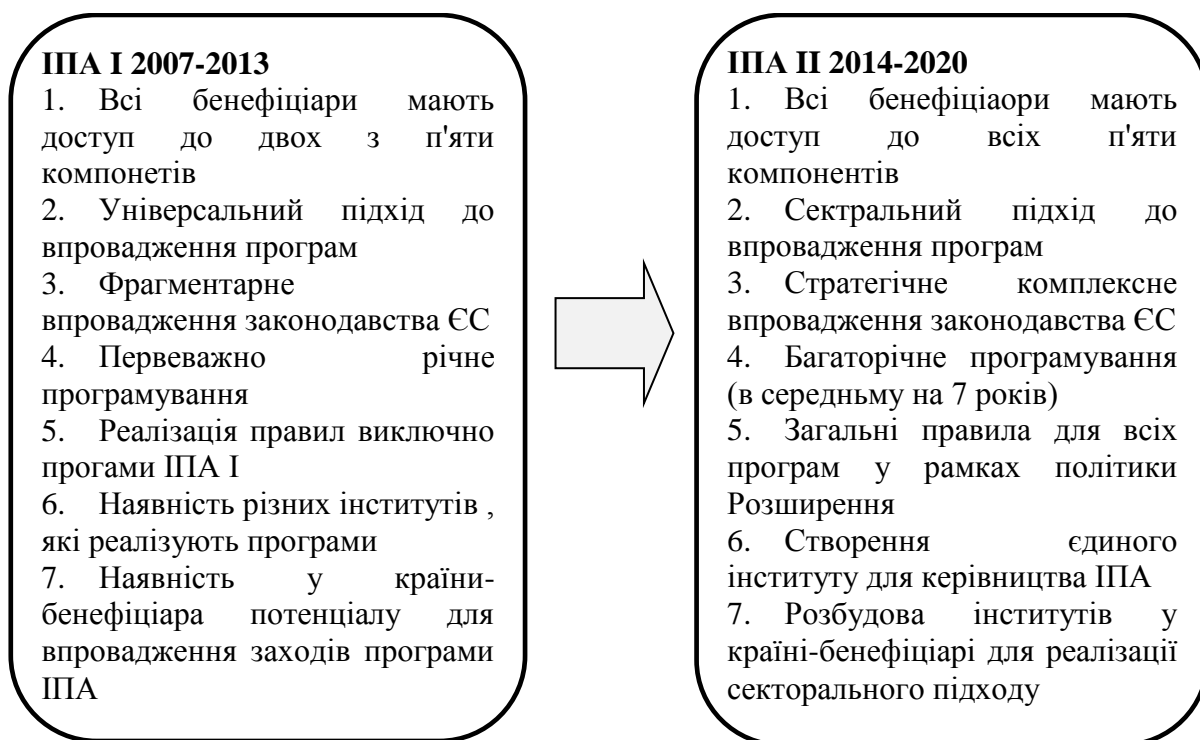 ІПА І 2007-2013
1. Всі бенефіціари мають
доступ до двох з п'яти
компонетів
2. Універсальний підхід до
впровадження програм
3. Фрагментарне
впровадження законодавства ЄС
4. Первеважно річне
програмування
5. Реалізація правил виключно
прогами ІПА І
6. Наявність різних інститутів ,
які реалізують програми
7. Наявність у країни-
бенефіціара потенціалу для
впровадження заходів програми
ІПА
ІПА ІІ 2014-2020
1. Всі бенефіціаори мають
доступ до всіх п'яти
компонентів
2. Сектральний підхід до
впровадження програм
3. Стратегічне комплексне
впровадження законодавства ЄС
4. Багаторічне програмування
(в середньму на 7 років)
5. Загальні правила для всіх
програм у рамках політики
Розширення
6. Створення єдиного
інституту для керівництва ІПА
7. Розбудова інститутів у
країні-бенефіціарі для реалізації
секторального підходу